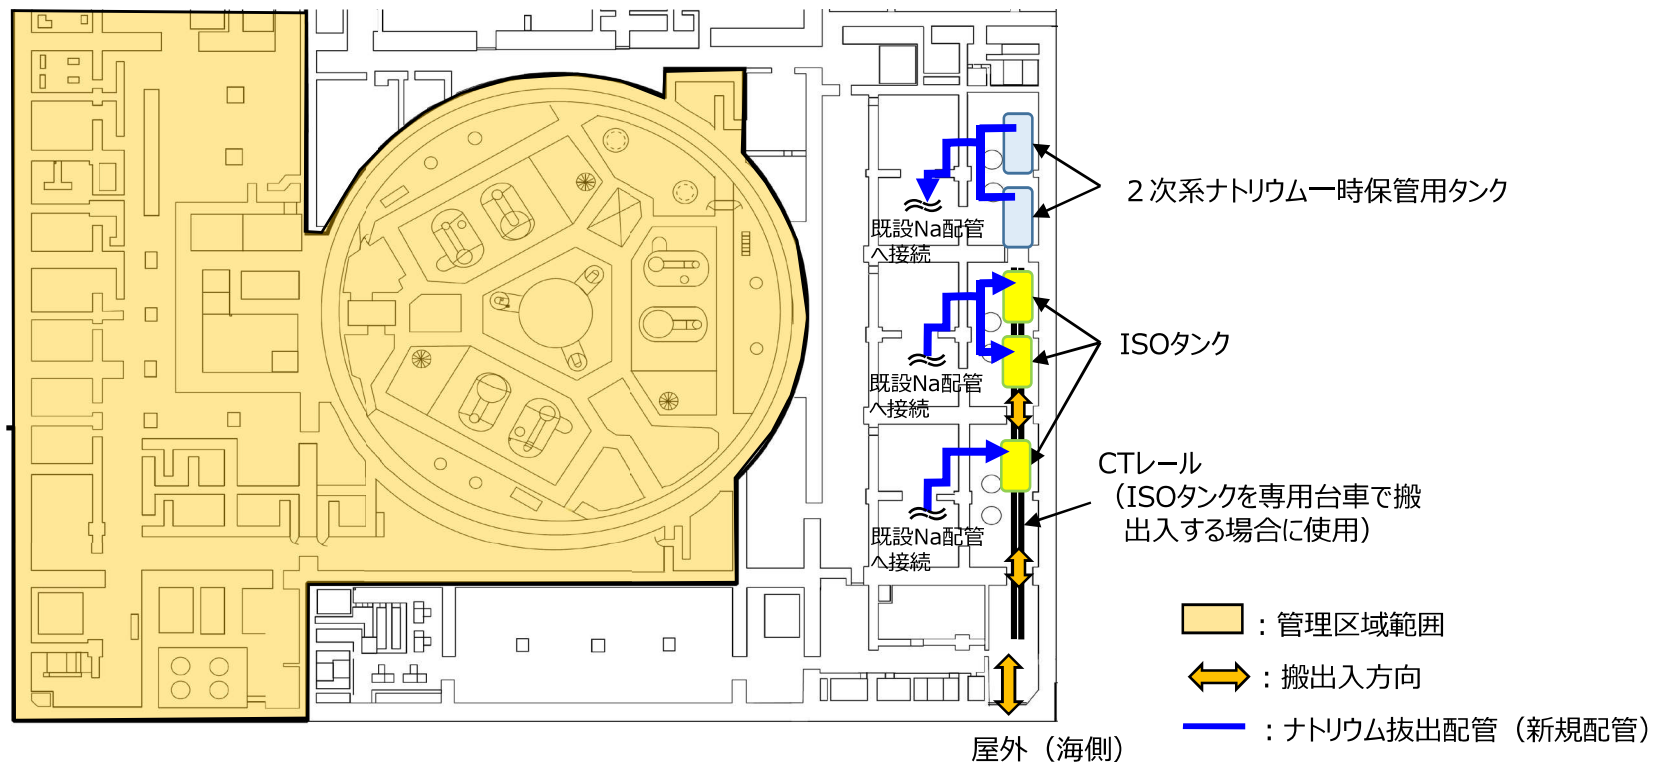 ２次系ナトリウム一時保管用タンク
既設Na配管
へ接続
ISOタンク
既設Na配管
へ接続
CTレール
（ISOタンクを専用台車で搬
出入する場合に使用）
既設Na配管
へ接続
：管理区域範囲
：搬出入方向
：ナトリウム抜出配管（新規配管）
屋外（海側）